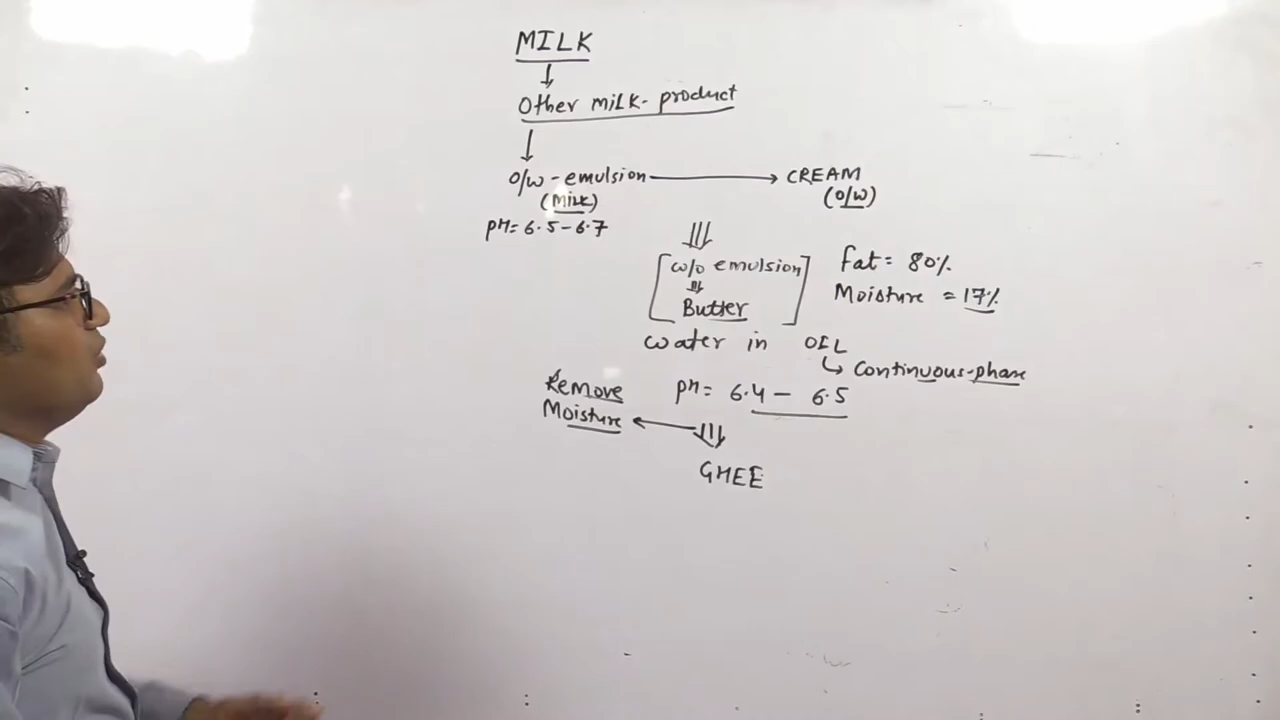 MILK
Other MILK- product
O/W - emulsion
CREAM
(MILK)
(O/W)
pH= 6.5-6.7
w/o emulsion
Fat = 80%
Butter
Moisture = 17%
water in OIL
Continuous-phase
Remove
Moisture
pH= 6.4 - 6.5
GHEE